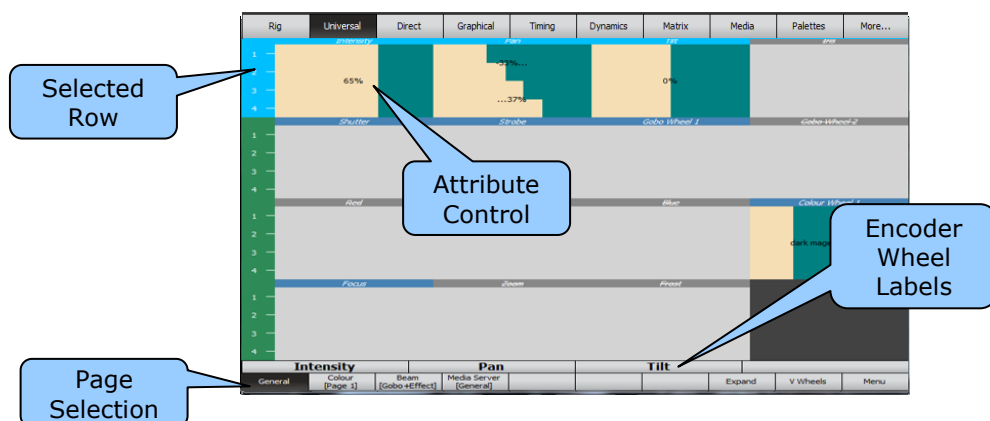 Rig Universal Direct Graphical Timing Dynamics Matrix Media Palettes More...
Intensity Pan Tilt Iris
1
2
3
4
65%
-33%...
...37%
0%
Selected
Row
Shutter Strobe Gobo Wheel 1 Gobo Wheel 2
1
2
3
4
Attribute
Control
Red Blue Colour Wheel 1
1
2
3
4
Encoder
Wheel
Labels
Focus Zoom Frost
1
2
3
4
Intensity Pan Tilt
Page
Selection
General Colour Beam Media Server Expand V Wheels Menu
[Page 1] [Gobo+Effect] [General]